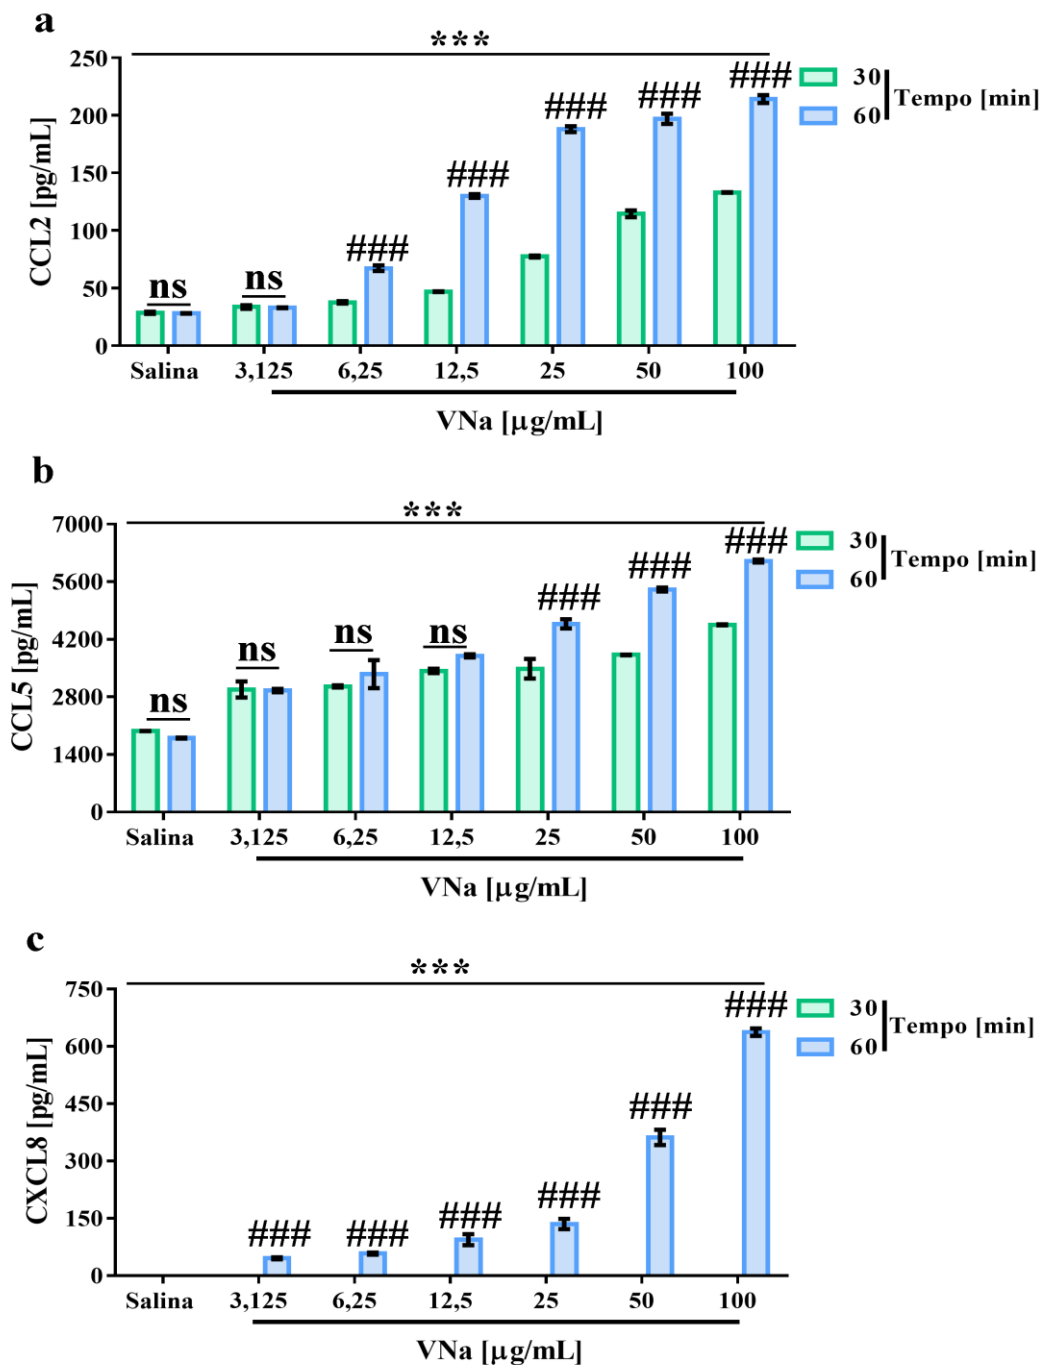 a
***
250
200
150
100
50
0
CCL2 [pg/mL]
ns
ns
###
###
###
###
###
30
60
Tempo [min]
Salina 3,125 6,25 12,5 25 50 100
VNa [µg/mL]
b
***
7000
5600
4200
2800
1400
0
CCL5 [pg/mL]
ns
ns
ns
ns
###
###
###
30
60
Tempo [min]
Salina 3,125 6,25 12,5 25 50 100
VNa [µg/mL]
c
***
750
600
450
300
150
0
CXCL8 [pg/mL]
###
###
###
###
###
###
30
60
Tempo [min]
Salina 3,125 6,25 12,5 25 50 100
VNa [µg/mL]